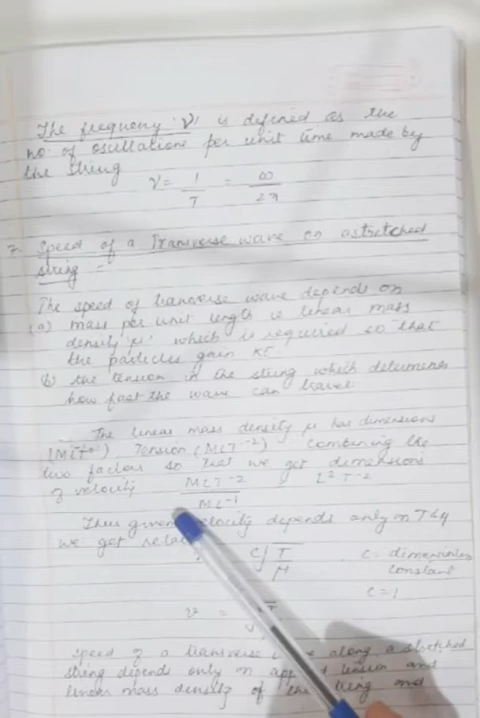 The frequency 'ν' is defined as the
no. of oscillations per unit time made by
the string
ν = 1/T = ω/2π
7. Speed of a Transverse wave on a stretched
string -
The speed of transverse wave depends on
(a) mass per unit length ie linear mass
density 'μ' which is required so that
the particles gain KE
(b) the tension in the string which determines
how fast the wave can travel
The linear mass density μ has dimensions
Tension (MLT⁻²) combining the
two factors so that we get dimensions
of velocity MLT⁻²/ML⁻¹ L²T⁻²
Thus given velocity depends only on T & μ
we get
C√T/μ C = dimensionless
constant
C = 1
v =
Speed of a transverse along a stretched
string depends only on tension and
linear mass density of the string and